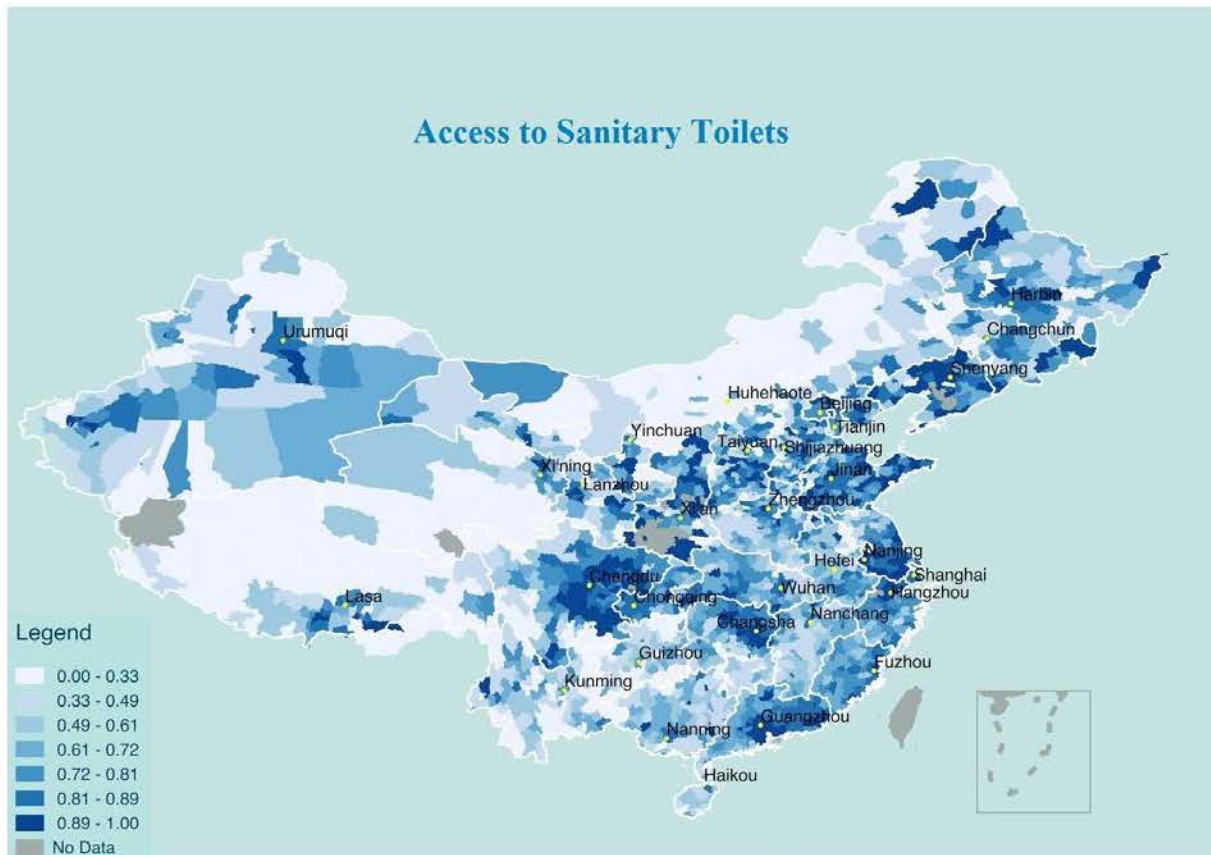 Access to Sanitary Toilets
Harbin
Urumuqi
Changchun
Shenyang
Huhehaote
Beijing
Tianjin
Yinchuan
Taiyuan
Shijiazhuang
Xi'ning
Jinan
Lanzhou
Zhengzhou
Xi'an
Nanjing
Hefei
Shanghai
Chengdu
Wuhan
Hangzhou
Lasa
Chongqing
Nanchang
Changsha
Guizhou
Fuzhou
Kunming
Guangzhou
Nanning
Haikou
Legend
0.00 - 0.33
0.33 - 0.49
0.49 - 0.61
0.61 - 0.72
0.72 - 0.81
0.81 - 0.89
0.89 - 1.00
No Data